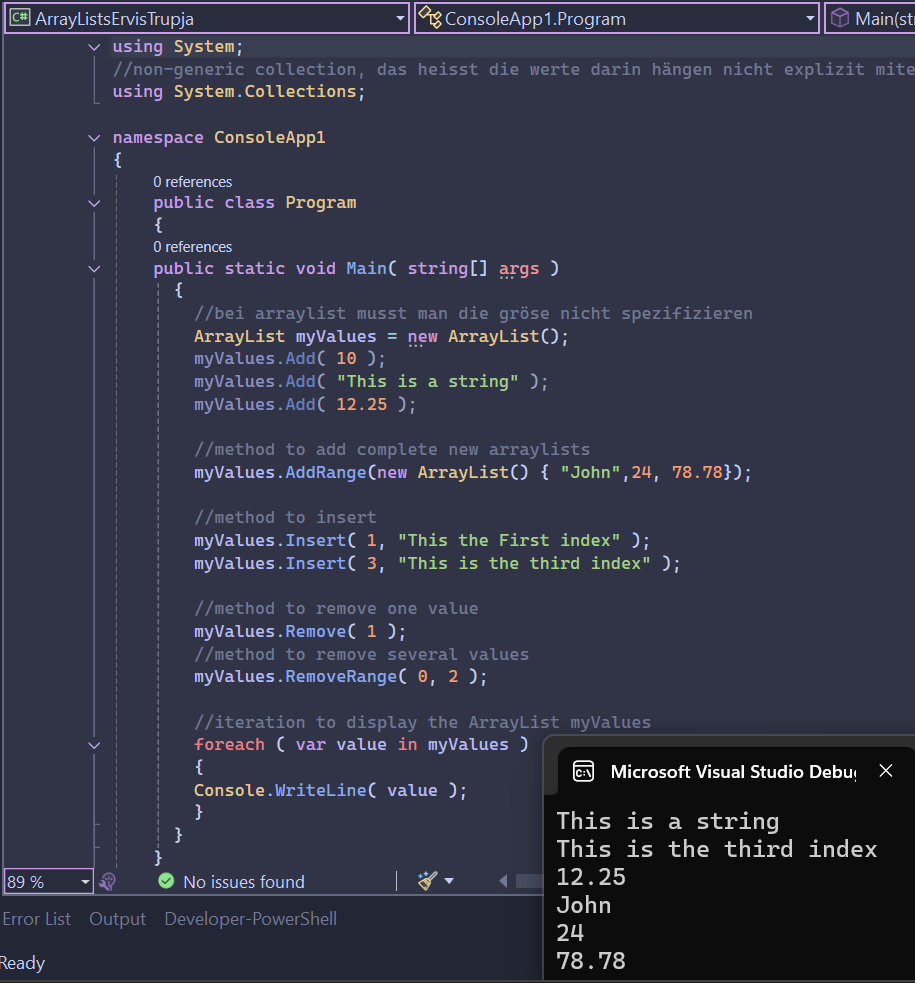 C# ArrayListsErvisTrupja
ConsoleApp1.Program
Main(st
using System;
//non-generic collection, das heisst die werte darin hängen nicht explizit mite
using System.Collections;
namespace ConsoleApp1
{
0 references
public class Program
{
0 references
public static void Main( string[] args )
{
//bei arraylist musst man die gröse nicht spezifizieren
ArrayList myValues = new ArrayList();
myValues.Add( 10 );
myValues.Add( "This is a string" );
myValues.Add( 12.25 );
//method to add complete new arraylists
myValues.AddRange(new ArrayList() { "John",24, 78.78});
//method to insert
myValues.Insert( 1, "This the First index" );
myValues.Insert( 3, "This is the third index" );
//method to remove one value
myValues.Remove( 1 );
//method to remove several values
myValues.RemoveRange( 0, 2 );
//iteration to display the ArrayList myValues
foreach ( var value in myValues )
{
Console.WriteLine( value );
}
}
}
89 %
No issues found
Error List
Output
Developer-PowerShell
Ready
C:\
Microsoft Visual Studio Debu
This is a string
This is the third index
12.25
John
24
78.78